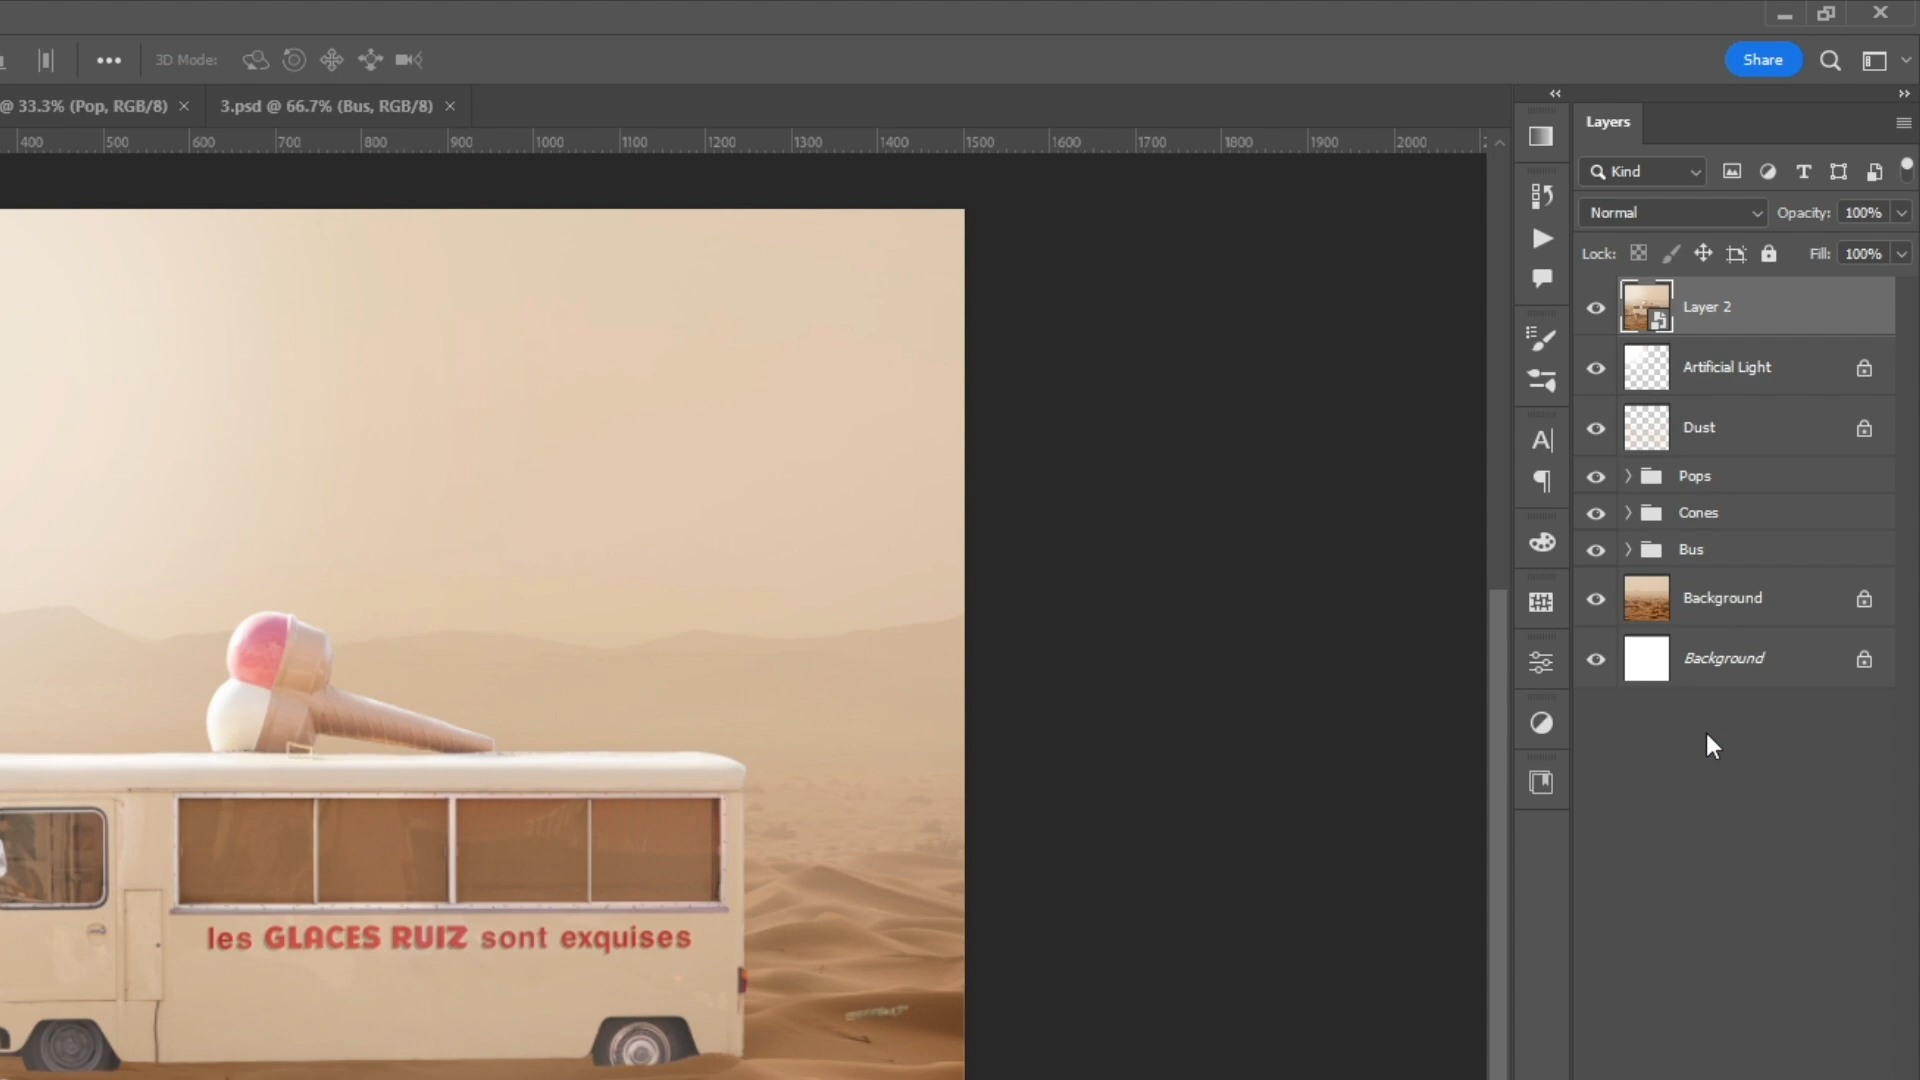 3D Mode:
Share
@ 33.3% (Pop, RGB/8) ×
3.psd @ 66.7% (Bus, RGB/8) ×
400 500 600 700 800 900 1000 1100 1200 1300 1400 1500 1600 1700 1800 1900 2000
Layers
Kind
Normal
Opacity: 100%
Lock:
Fill: 100%
Layer 2
Artificial Light
Dust
Pops
Cones
Bus
Background
Background
les GLACES RUIZ sont exquises